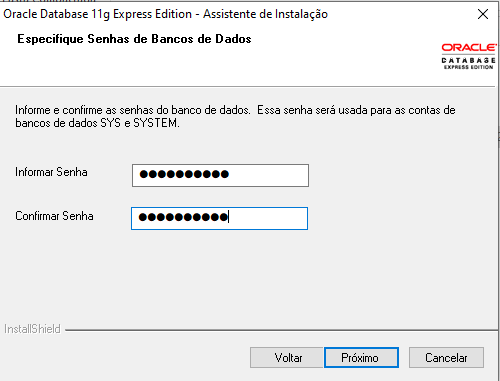 Oracle Database 11g Express Edition - Assistente de Instalação
Especifique Senhas de Bancos de Dados
ORACLE
DATABASE
EXPRESS EDITION
Informe e confirme as senhas do banco de dados. Essa senha será usada para as contas de
bancos de dados SYS e SYSTEM.
Informar Senha ●●●●●●●●●●
Confirmar Senha ●●●●●●●●●●
InstallShield
Voltar Próximo Cancelar